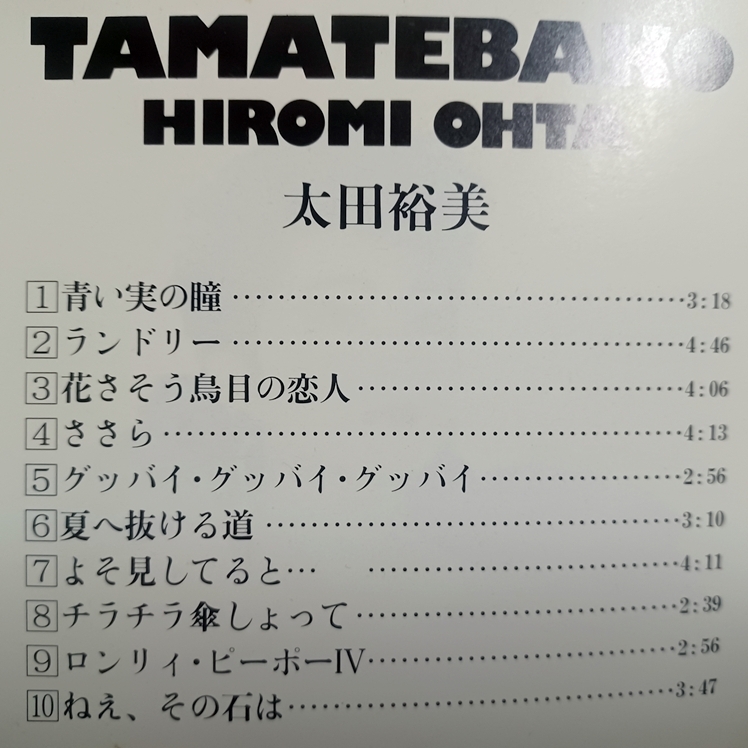 TAMATEBAKO
HIROMI OHTA
太田裕美
1 青い実の瞳 ………………………………… 3:18
2 ランドリー ………………………………… 4:46
3 花さそう鳥目の恋人 ………………………… 4:06
4 ささら ……………………………………… 4:13
5 グッバイ・グッバイ・グッバイ ……………… 2:56
6 夏へ抜ける道 ……………………………… 3:10
7 よそ見してると… ………………………… 4:11
8 チラチラ傘しょって ………………………… 2:39
9 ロンリィ・ピーポーIV ……………………… 2:56
10 ねえ、その石は …………………………… 3:47